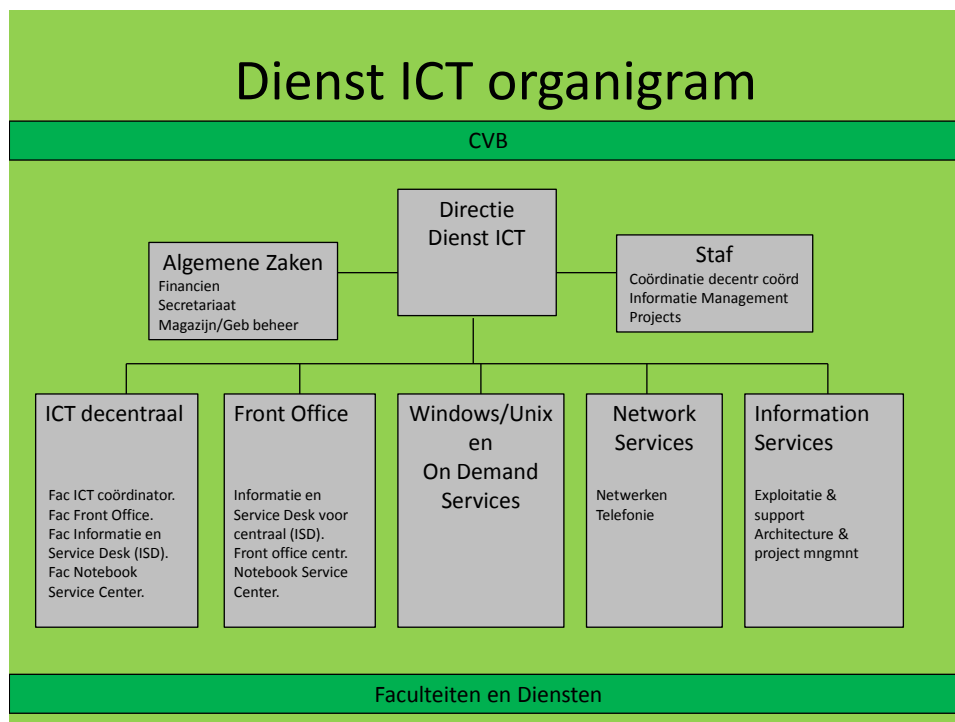 Dienst ICT organigram
CVB
Directie
Dienst ICT
Algemene Zaken
Financien
Secretariaat
Magazijn/Geb beheer
Staf
Coördinatie decentr coörd
Informatie Management
Projects
ICT decentraal
Fac ICT coördinator.
Fac Front Office.
Fac Informatie en
Service Desk (ISD).
Fac Notebook
Service Center.
Front Office
Informatie en
Service Desk voor
centraal (ISD).
Front office centr.
Notebook Service
Center.
Windows/Unix
en
On Demand
Services
Network
Services
Netwerken
Telefonie
Information
Services
Exploitatie &
support
Architecture &
project mngmnt
Faculteiten en Diensten